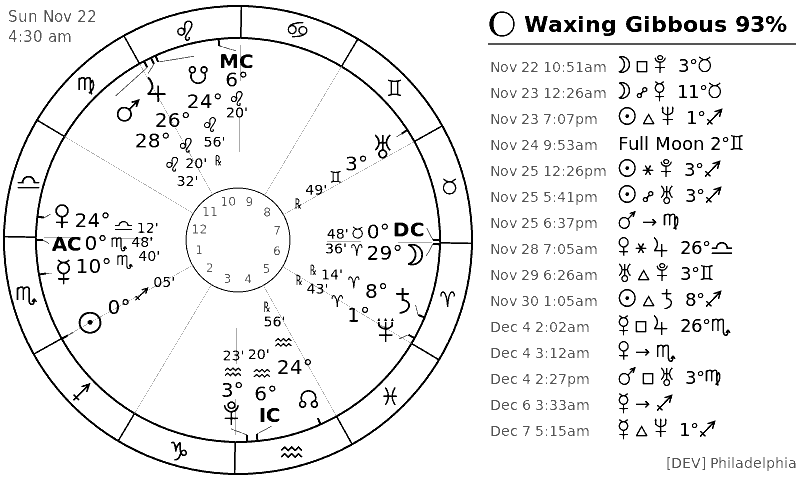 Sun Nov 22
4:30 am
MC
6°
♌
20'
♋
♊
♉
♈
♓
♒
♑
♐
♏
♎
♍
♌
☋
24°
♌
56'
♃
26°
♌ 20' ℞
♂
28°
♌
32'
♅
3°
♊
49'
℞
♀ 24° ♎ 12'
AC 0° ♏ 48'
☿ 10° ♏ 40'
☉ 0° ♐ 05'
48' ♉ 0° DC
36' ♈ 29° ☽
℞ 14' ♈ 8° ♄
℞ 43' ♈ 1° ♆
℞
56'
♒
24°
☊
23' 20'
♒ ♒
3° 6°
♇ IC
10 9
11 8
12 7
1 6
2 5
3 4
Waxing Gibbous 93%
Nov 22 10:51am ☽ □ ♇ 3°♉
Nov 23 12:26am ☽ ☍ ☿ 11°♉
Nov 23 7:07pm ☉ △ ♆ 1°♐
Nov 24 9:53am Full Moon 2°♊
Nov 25 12:26pm ☉ ⚹ ♇ 3°♐
Nov 25 5:41pm ☉ ☍ ♅ 3°♐
Nov 25 6:37pm ♂ → ♍
Nov 28 7:05am ♀ ⚹ ♃ 26°♎
Nov 29 6:26am ♅ △ ♇ 3°♊
Nov 30 1:05am ☉ △ ♄ 8°♐
Dec 4 2:02am ☿ □ ♃ 26°♏
Dec 4 3:12am ♀ → ♏
Dec 4 2:27pm ♂ □ ♅ 3°♍
Dec 6 3:33am ☿ → ♐
Dec 7 5:15am ☿ △ ♆ 1°♐
[DEV] Philadelphia